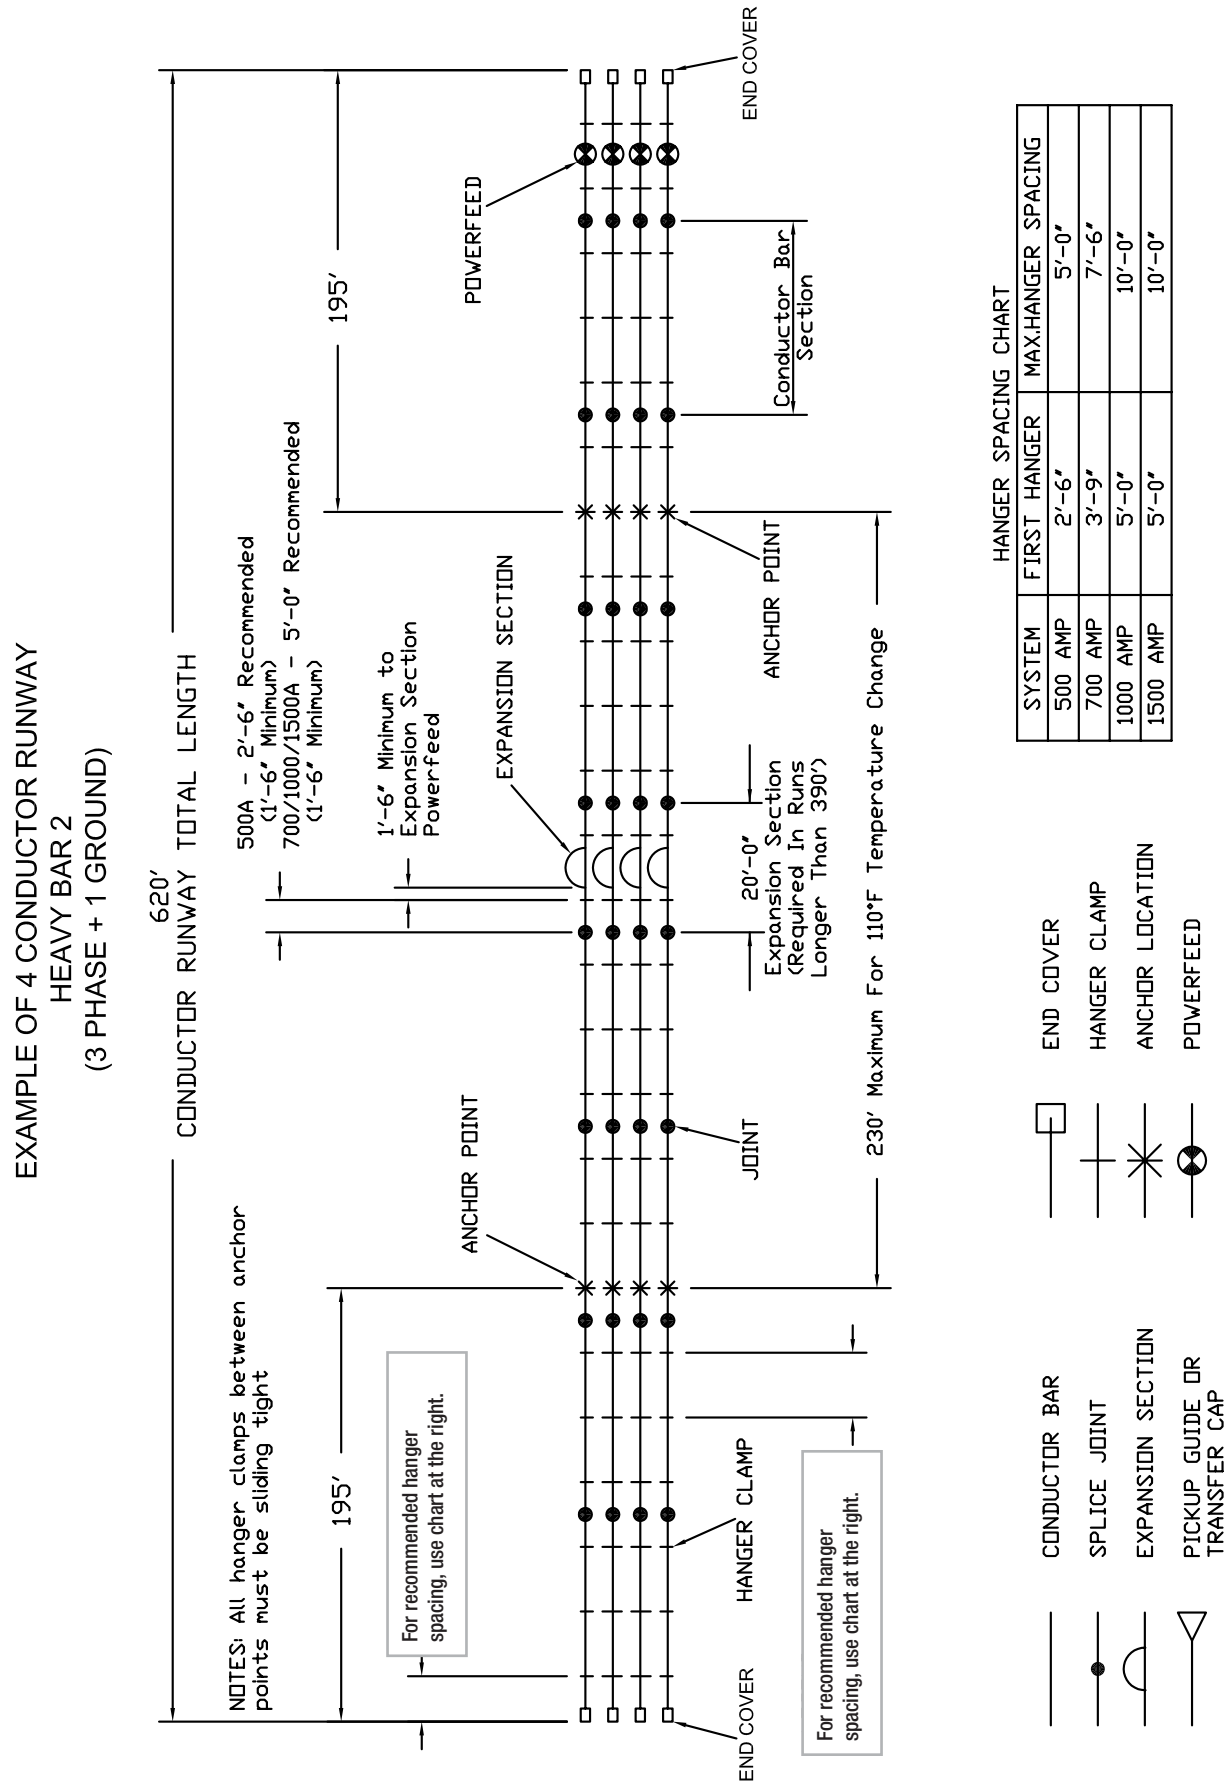 EXAMPLE OF 4 CONDUCTOR RUNWAY
HEAVY BAR 2
(3 PHASE + 1 GROUND)
620'
CONDUCTOR RUNWAY TOTAL LENGTH
NOTES: All hanger clamps between anchor
points must be sliding tight
500A - 2'-6" Recommended
(1'-6" Minimum)
700/1000/1500A - 5'-0" Recommended
(1'-6" Minimum)
195'
195'
For recommended hanger
spacing, use chart at the right.
1'-6" Minimum to
Expansion Section
Powerfeed
ANCHOR POINT
EXPANSION SECTION
POWERFEED
END COVER
HANGER CLAMP
JOINT
20'-0"
Expansion Section
(Required In Runs
Longer Than 390')
ANCHOR POINT
Conductor Bar
Section
END COVER
For recommended hanger
spacing, use chart at the right.
230' Maximum For 110°F Temperature Change
CONDUCTOR BAR
SPLICE JOINT
EXPANSION SECTION
PICKUP GUIDE OR
TRANSFER CAP
END COVER
HANGER CLAMP
ANCHOR LOCATION
POWERFEED
HANGER SPACING CHART
SYSTEM FIRST HANGER MAX.HANGER SPACING
500 AMP 2'-6" 5'-0"
700 AMP 3'-9" 7'-6"
1000 AMP 5'-0" 10'-0"
1500 AMP 5'-0" 10'-0"